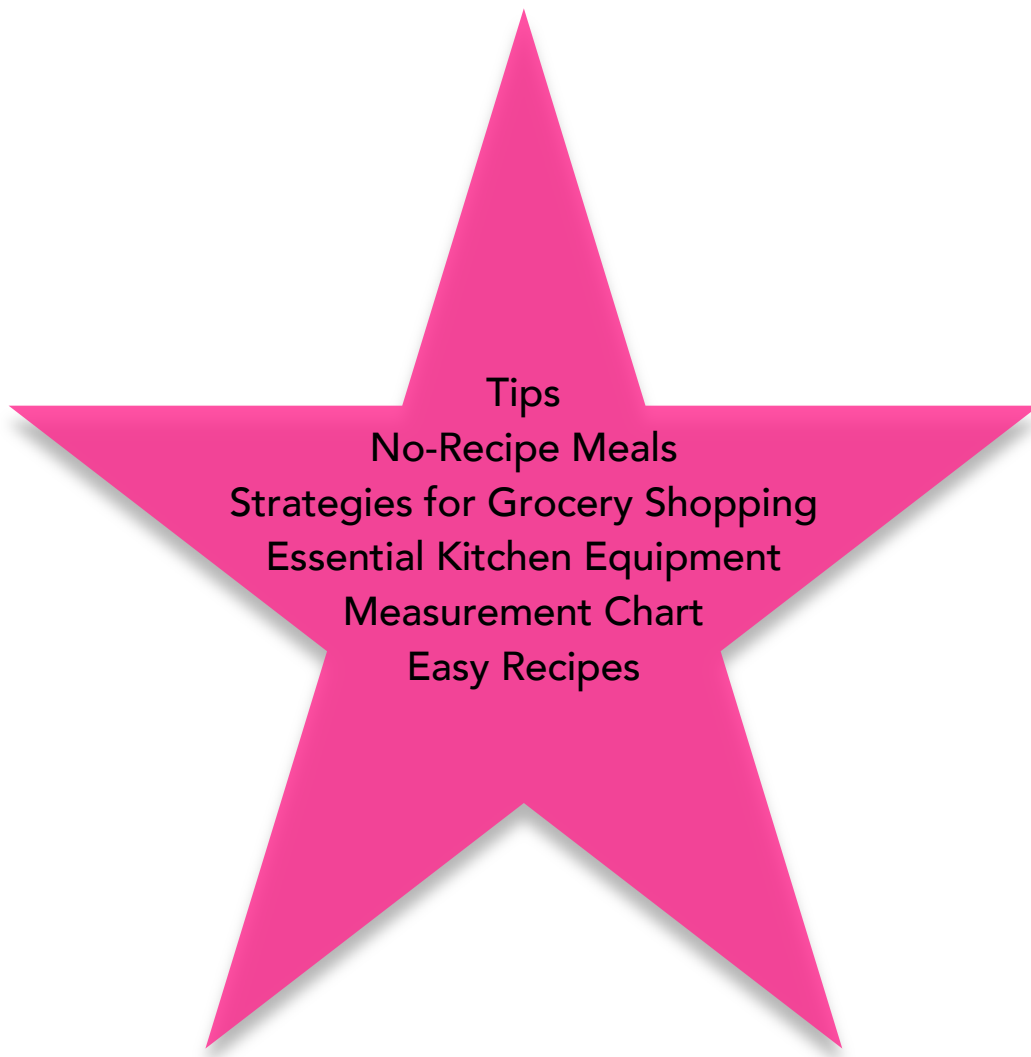 Tips
No-Recipe Meals
Strategies for Grocery Shopping
Essential Kitchen Equipment
Measurement Chart
Easy Recipes